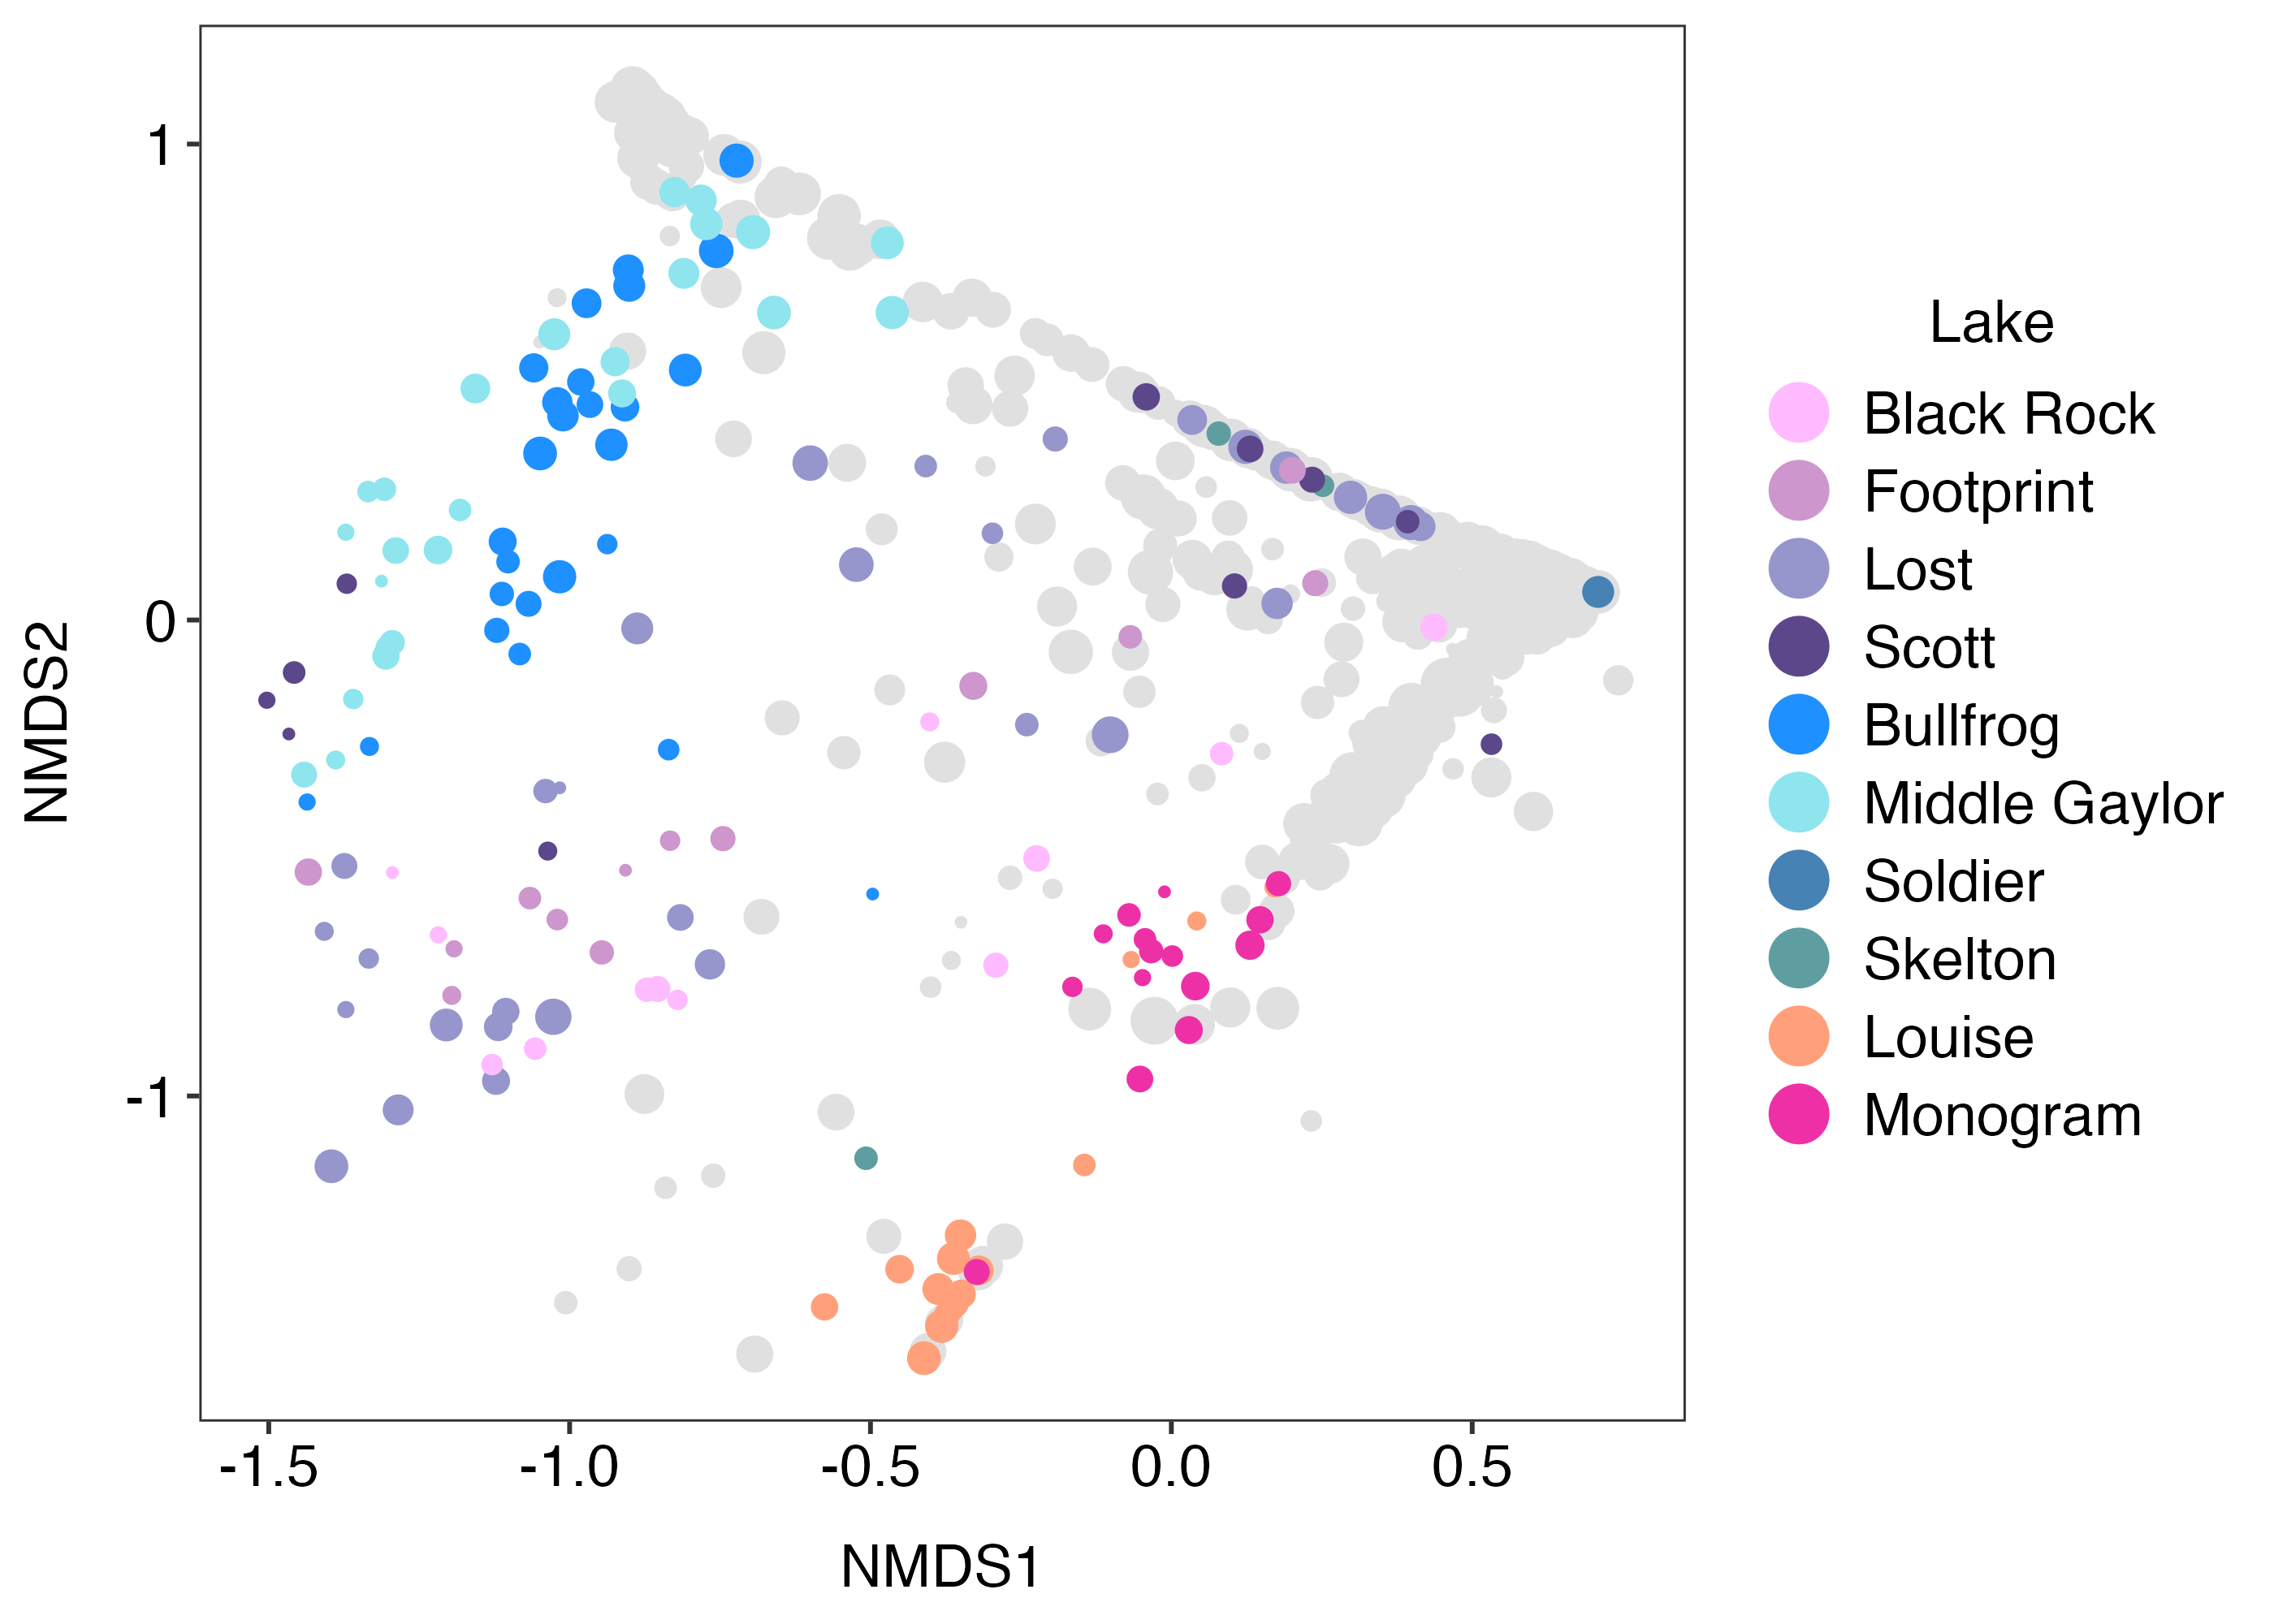 1
0
-1
NMDS2
-1.5
-1.0
-0.5
0.0
0.5
NMDS1
Lake
Black Rock
Footprint
Lost
Scott
Bullfrog
Middle Gaylor
Soldier
Skelton
Louise
Monogram